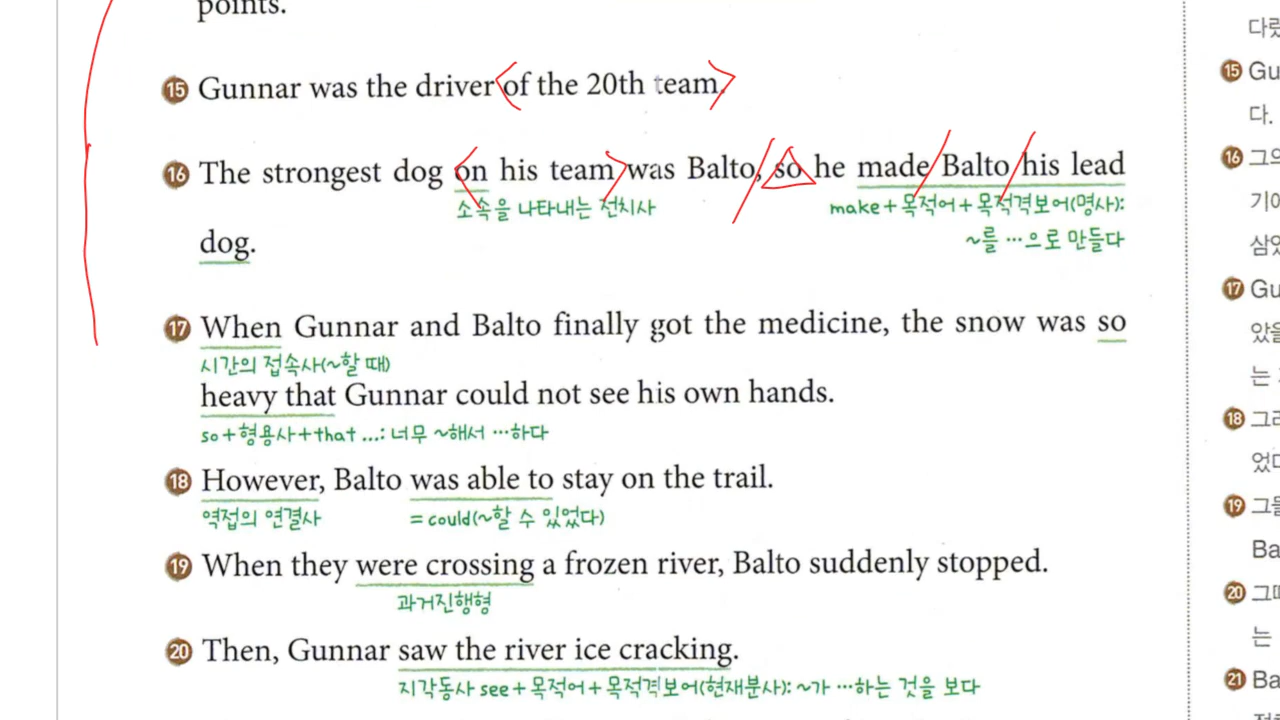 points.
⑮ Gunnar was the driver of the 20th team.
⑯ The strongest dog on his team was Balto, so he made Balto his lead
소속을 나타내는 전치사
make+목적어+목적격보어(명사):
~를 …으로 만들다
dog.
⑰ When Gunnar and Balto finally got the medicine, the snow was so
시간의 접속사(~할 때)
heavy that Gunnar could not see his own hands.
so+형용사+that …: 너무 ~해서 …하다
⑱ However, Balto was able to stay on the trail.
역접의 연결사
= could(~할 수 있었다)
⑲ When they were crossing a frozen river, Balto suddenly stopped.
과거진행형
⑳ Then, Gunnar saw the river ice cracking.
지각동사 see+목적어+목적격보어(현재분사): ~가 …하는 것을 보다
⑮ Gu
다.
⑯ 그의
기에
⑰ Gu
았을
는
⑱ 그러
었다
⑲ 그들
Ba
⑳ 그때
는
㉑ Ba